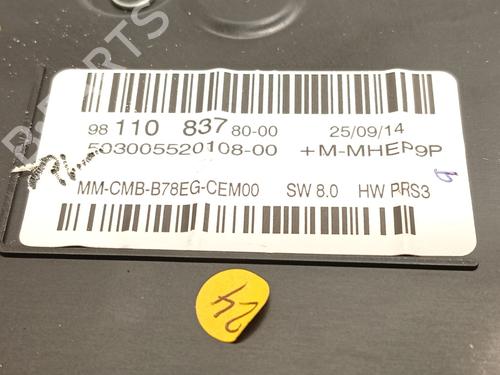 B-PARTS
98 110 837 80-00 25/09/14
503005520108-00 +M-MHEP9P
MM-CMB-B78EG-CEM00 SW 8.0 HW PRS3
24